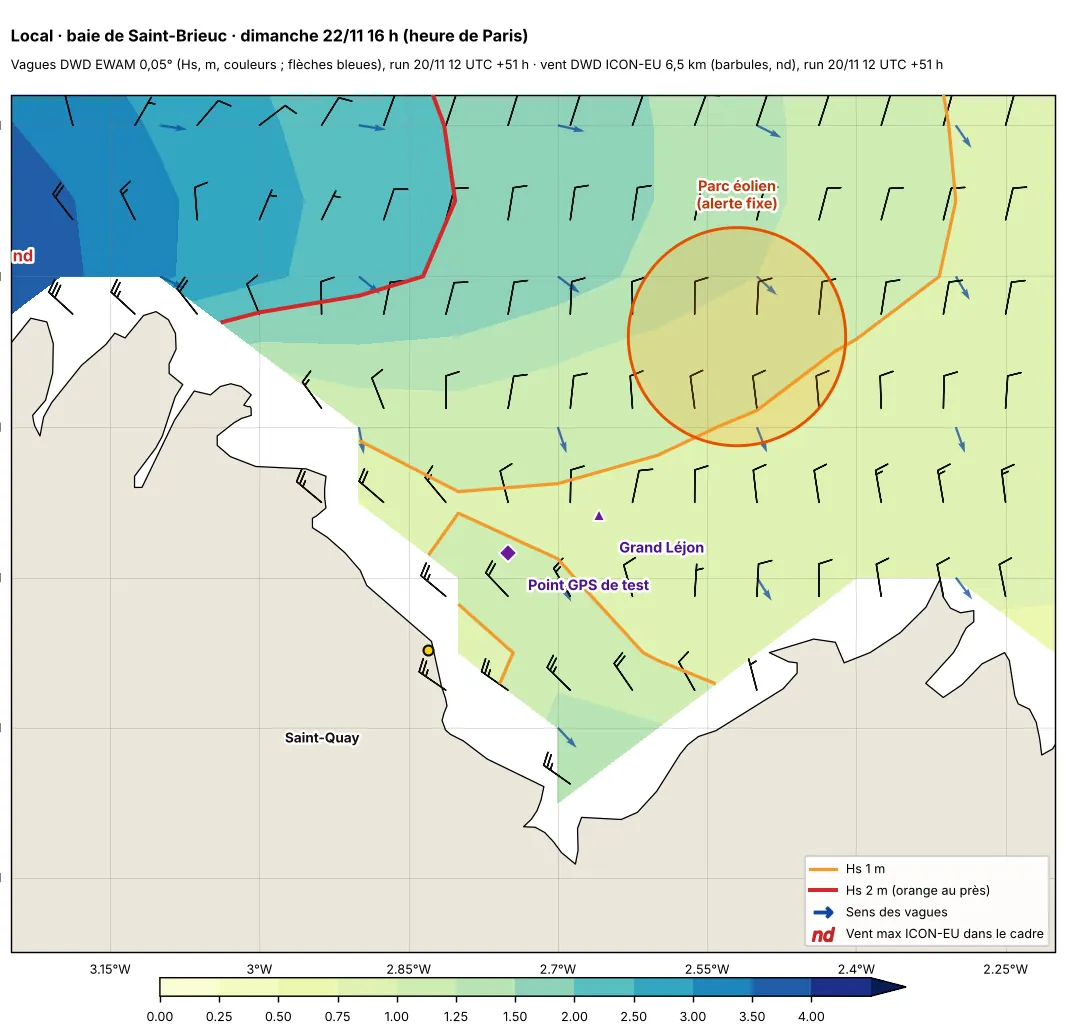 Local · baie de Saint-Brieuc · dimanche 22/11 16 h (heure de Paris)
Vagues DWD EWAM 0,05° (Hs, m, couleurs ; flèches bleues), run 20/11 12 UTC +51 h · vent DWD ICON-EU 6,5 km (barbules, nd), run 20/11 12 UTC +51 h
Parc éolien
(alerte fixe)
nd
Grand Léjon
Point GPS de test
Saint-Quay
Hs 1 m
Hs 2 m (orange au près)
Sens des vagues
nd Vent max ICON-EU dans le cadre
3.15°W 3°W 2.85°W 2.7°W 2.55°W 2.4°W 2.25°W
0.00 0.25 0.50 0.75 1.00 1.25 1.50 2.00 2.50 3.00 3.50 4.00